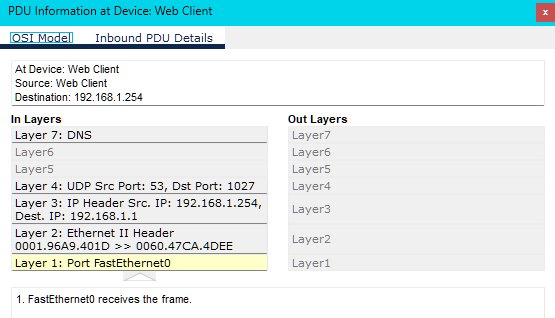 PDU Information at Device: Web Client
x
OSI Model Inbound PDU Details
At Device: Web Client
Source: Web Client
Destination: 192.168.1.254
In Layers
Layer 7: DNS
Layer6
Layer5
Layer 4: UDP Src Port: 53, Dst Port: 1027
Layer 3: IP Header Src. IP: 192.168.1.254,
Dest. IP: 192.168.1.1
Layer 2: Ethernet II Header
0001.96A9.401D >> 0060.47CA.4DEE
Layer 1: Port FastEthernet0
Out Layers
Layer7
Layer6
Layer5
Layer4
Layer3
Layer2
Layer1
1. FastEthernet0 receives the frame.